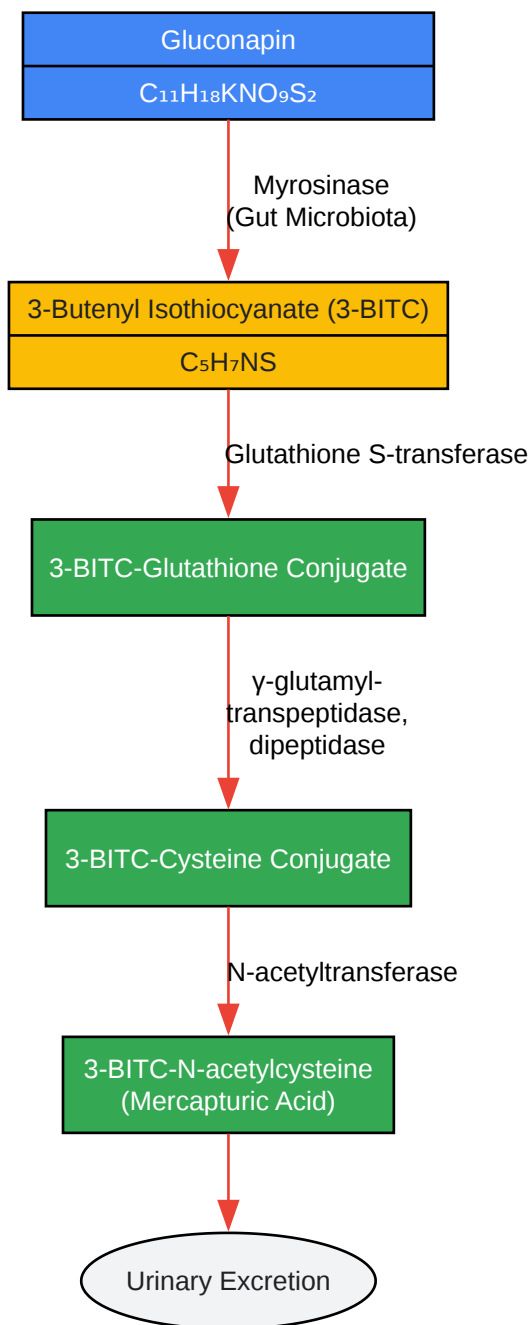 Gluconapin
C₁₁H₁₈KNO₉S₂
Myrosinase
(Gut Microbiota)
3-Butenyl Isothiocyanate (3-BITC)
C₅H₇NS
Glutathione S-transferase
3-BITC-Glutathione Conjugate
γ-glutamyl-
transpeptidase,
dipeptidase
3-BITC-Cysteine Conjugate
N-acetyltransferase
3-BITC-N-acetylcysteine
(Mercapturic Acid)
Urinary Excretion